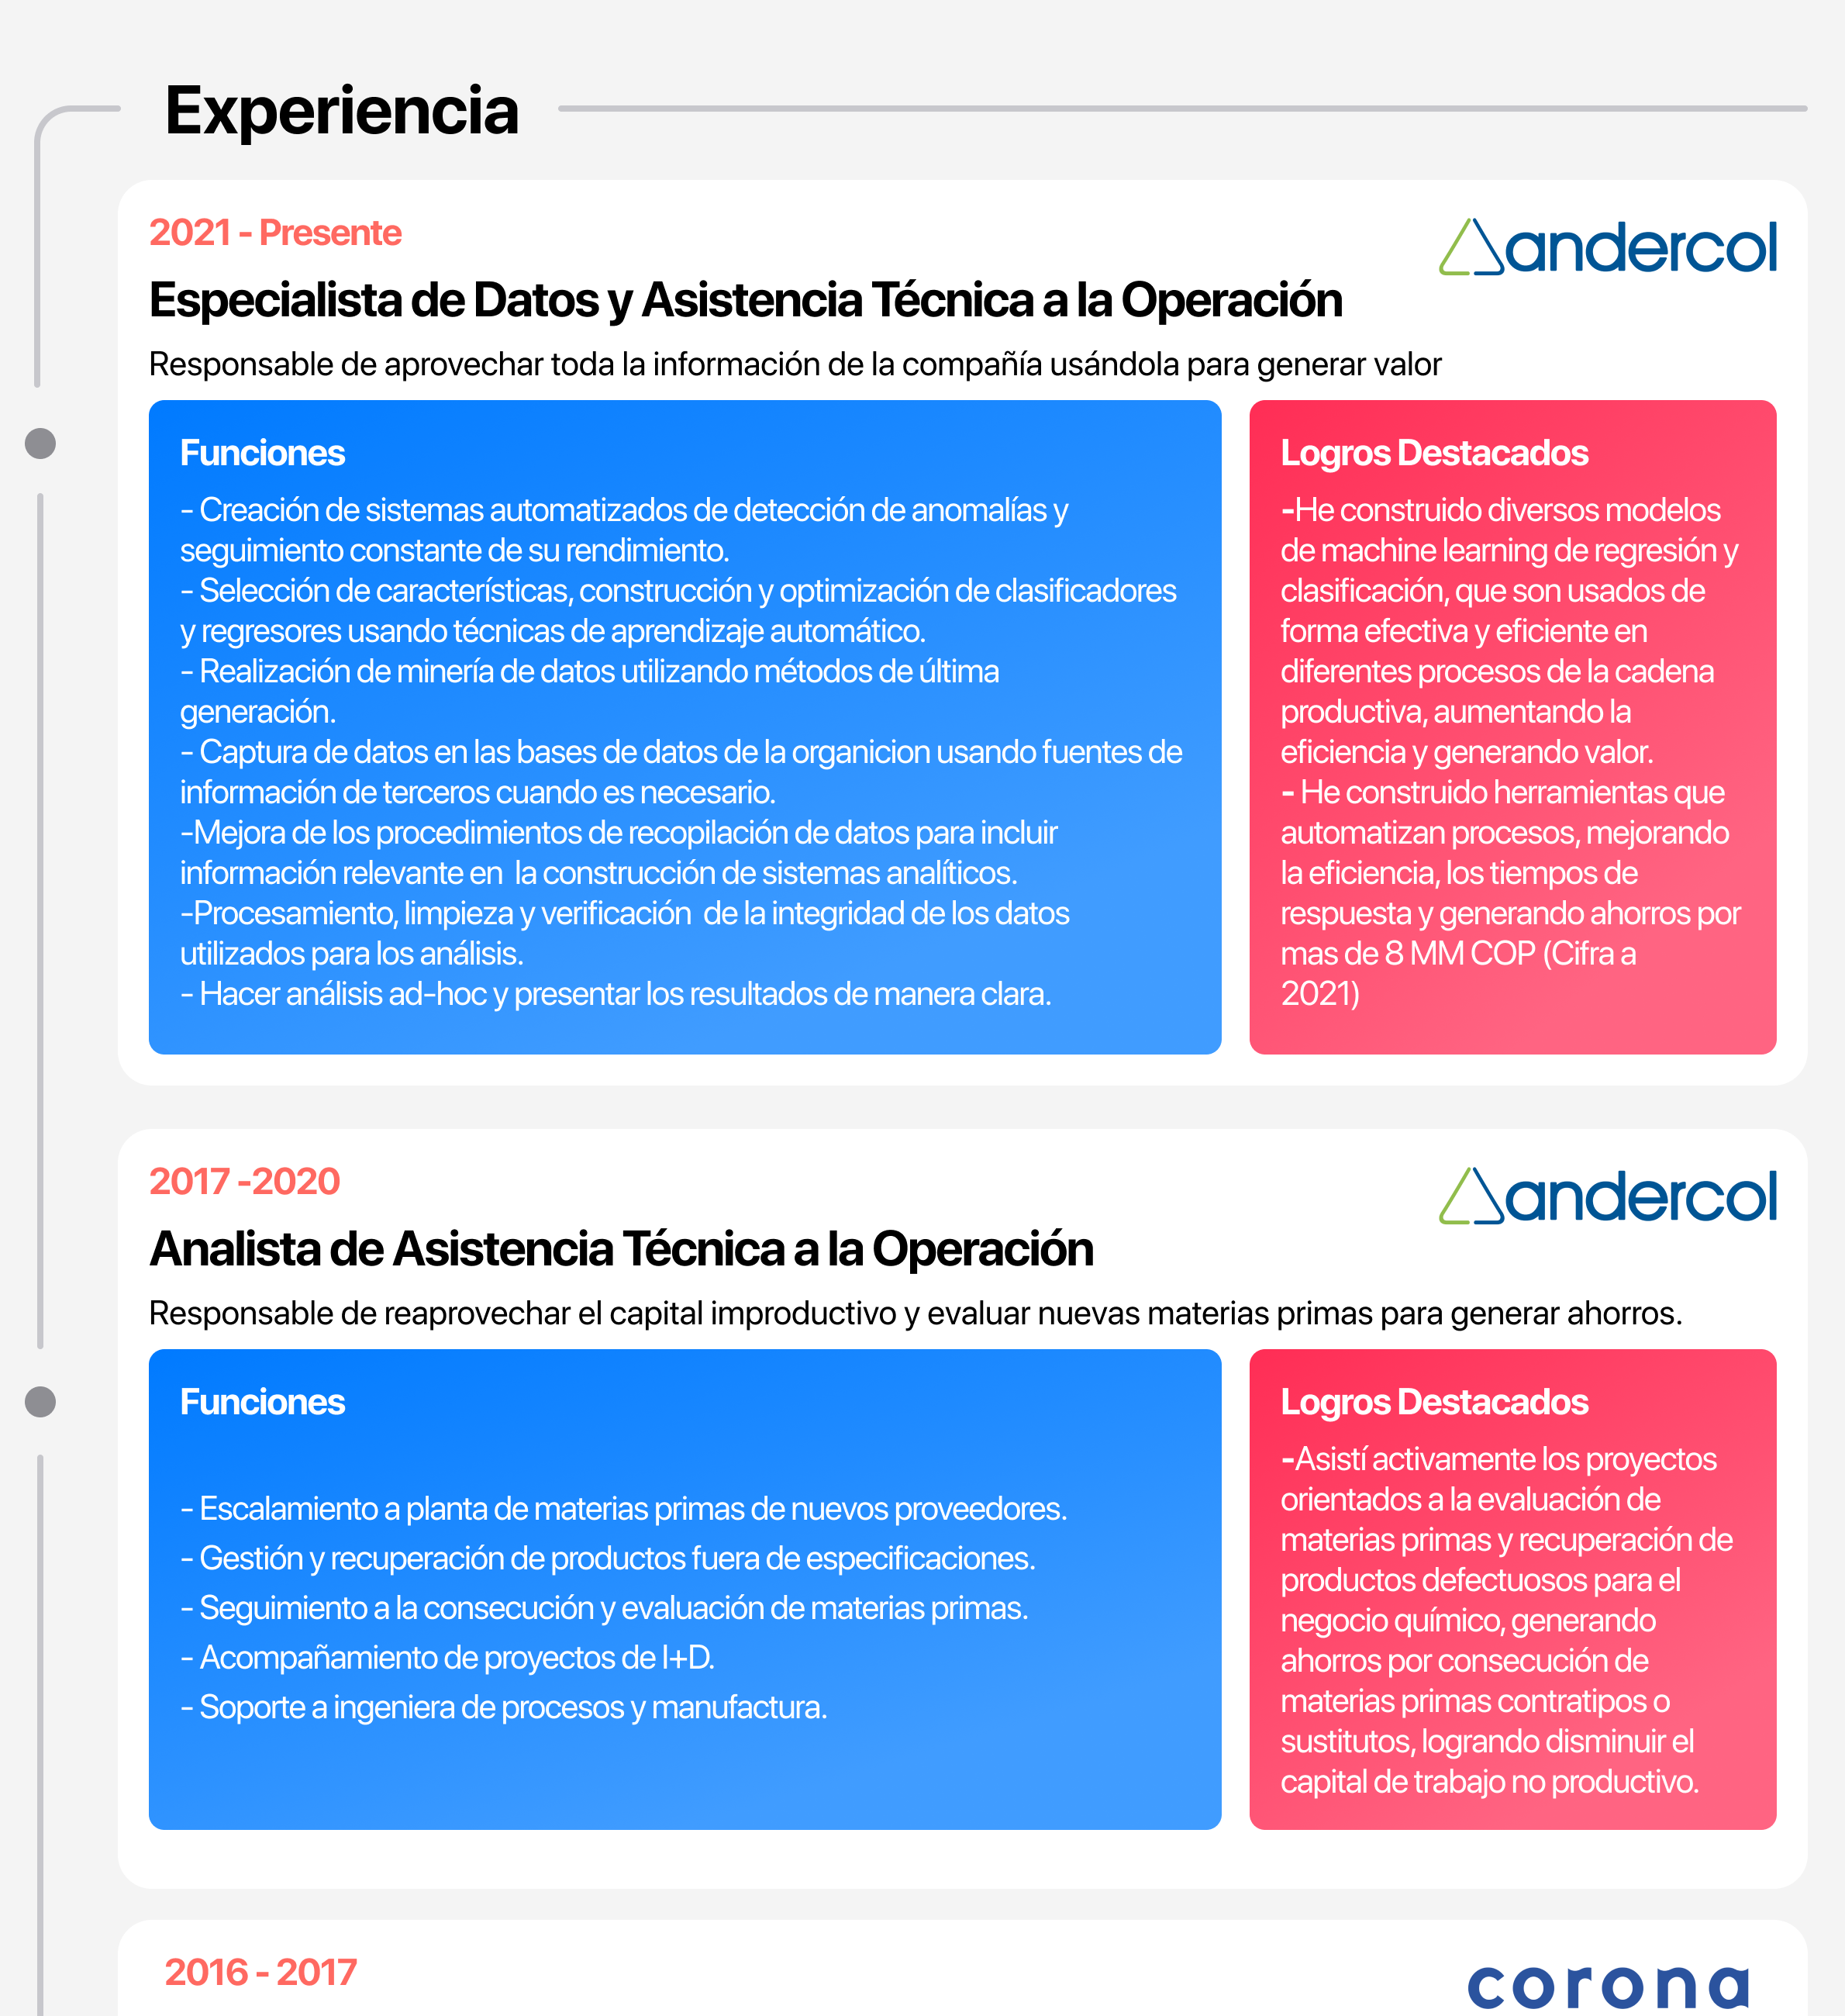 Experiencia
2021 - Presente
andercol
Especialista de Datos y Asistencia Técnica a la Operación
Responsable de aprovechar toda la información de la compañía usándola para generar valor
Funciones
- Creación de sistemas automatizados de detección de anomalías y
seguimiento constante de su rendimiento.
- Selección de características, construcción y optimización de clasificadores
y regresores usando técnicas de aprendizaje automático.
- Realización de minería de datos utilizando métodos de última
generación.
- Captura de datos en las bases de datos de la organicion usando fuentes de
información de terceros cuando es necesario.
-Mejora de los procedimientos de recopilación de datos para incluir
información relevante en  la construcción de sistemas analíticos.
-Procesamiento, limpieza y verificación  de la integridad de los datos
utilizados para los análisis.
- Hacer análisis ad-hoc y presentar los resultados de manera clara.
Logros Destacados
-He construido diversos modelos
de machine learning de regresión y
clasificación, que son usados de
forma efectiva y eficiente en
diferentes procesos de la cadena
productiva, aumentando la
eficiencia y generando valor.
- He construido herramientas que
automatizan procesos, mejorando
la eficiencia, los tiempos de
respuesta y generando ahorros por
mas de 8 MM COP (Cifra a
2021)
2017 -2020
andercol
Analista de Asistencia Técnica a la Operación
Responsable de reaprovechar el capital improductivo y evaluar nuevas materias primas para generar ahorros.
Funciones
- Escalamiento a planta de materias primas de nuevos proveedores.
- Gestión y recuperación de productos fuera de especificaciones.
- Seguimiento a la consecución y evaluación de materias primas.
- Acompañamiento de proyectos de I+D.
- Soporte a ingeniera de procesos y manufactura.
Logros Destacados
-Asistí activamente los proyectos
orientados a la evaluación de
materias primas y recuperación de
productos defectuosos para el
negocio químico, generando
ahorros por consecución de
materias primas contratipos o
sustitutos, logrando disminuir el
capital de trabajo no productivo.
2016 - 2017
corona